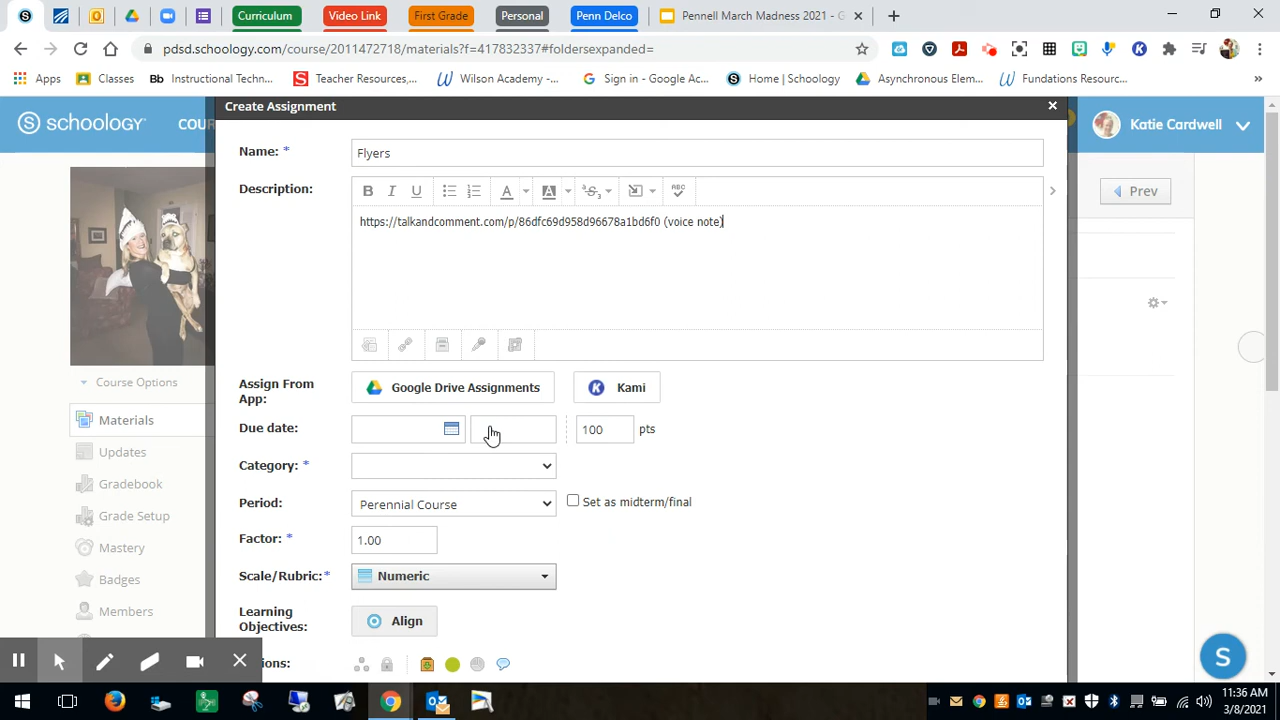 Curriculum Video Link First Grade Personal Penn Delco Pennell March Madness 2021 - G
pdsd.schoology.com/course/2011472718/materials?f=417832337#foldersexpanded=
Apps Classes Bb Instructional Techn... Teacher Resources,... Wilson Academy -... Sign in - Google Ac... Home | Schoology Asynchronous Elem... Fundations Resourc... »
Create Assignment
schoology® COU Katie Cardwell
Name: * Flyers
Prev
Description: B I U A A S ABC
https://talkandcomment.com/p/86dfc69d958d96678a1bd6f0 (voice note)
Course Options
Assign From App: Google Drive Assignments Kami
Materials
Due date: 100 pts
Updates
Category: *
Gradebook
Period: Perennial Course Set as midterm/final
Grade Setup
Factor: * 1.00
Mastery
Scale/Rubric:* Numeric
Badges
Members
Learning Objectives: Align
ions:
S
11:36 AM
3/8/2021